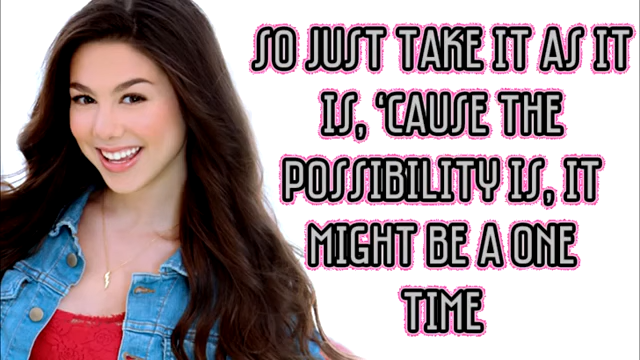 SO JUST TAKE IT AS IT
IS, ‘CAUSE THE
POSSIBILITY IS, IT
MIGHT BE A ONE
TIME